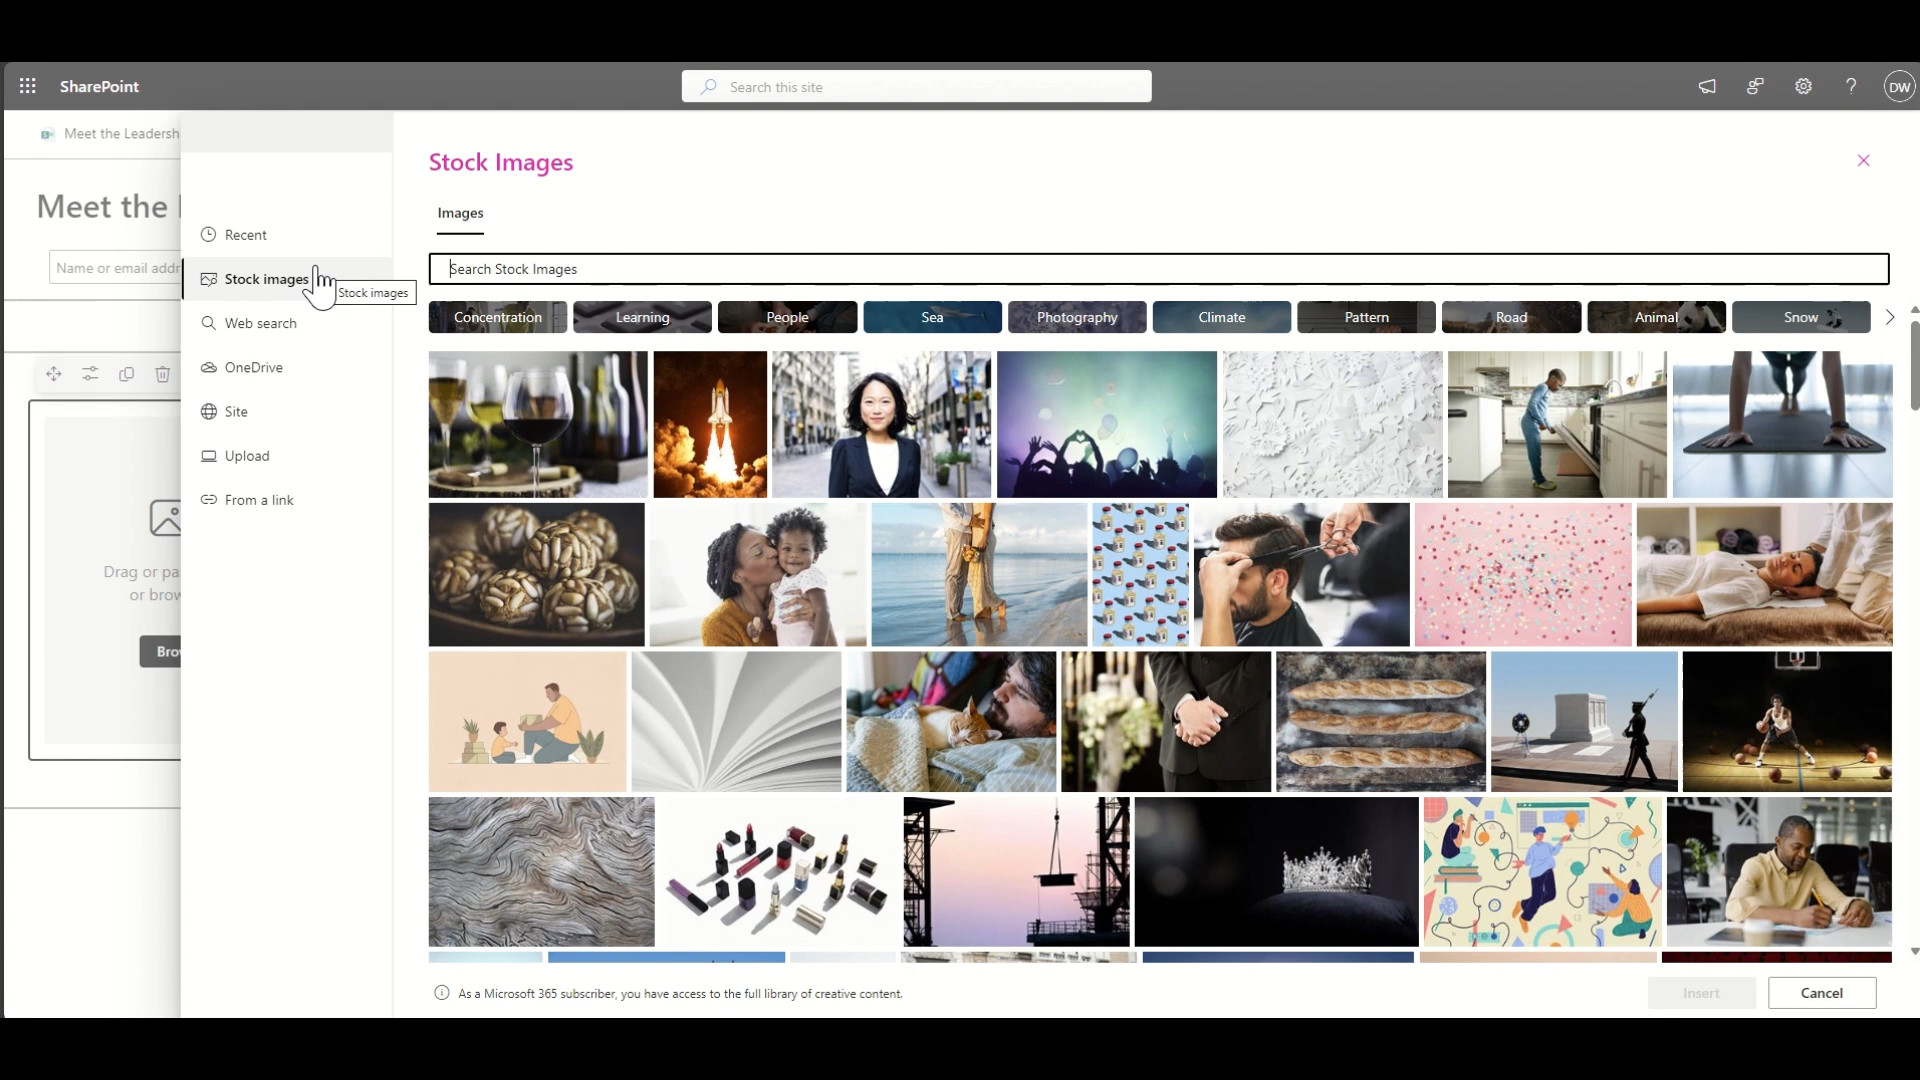 SharePoint
Search this site
DW
Meet the Leadersh
Stock Images
Meet the
Images
Recent
Name or email addr
Search Stock Images
Stock images
Stock images
Concentration
Learning
People
Sea
Photography
Climate
Pattern
Road
Animal
Snow
Web search
OneDrive
Site
Upload
From a link
Drag or pa
or brow
Brow
As a Microsoft 365 subscriber, you have access to the full library of creative content.
Insert
Cancel